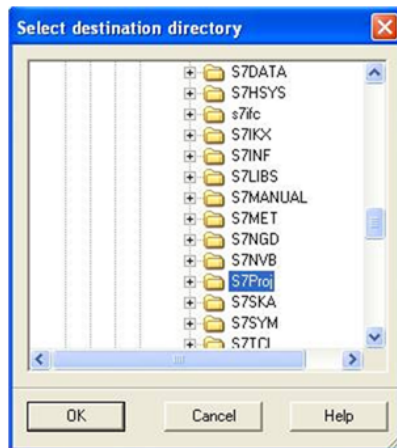 Select destination directory
S7DATA
S7HSYS
s7ifc
S7IKX
S7INF
S7LIBS
S7MANUAL
S7MET
S7NGD
S7NVB
S7Proj
S7SKA
S7SYM
S7TCI
OK
Cancel
Help